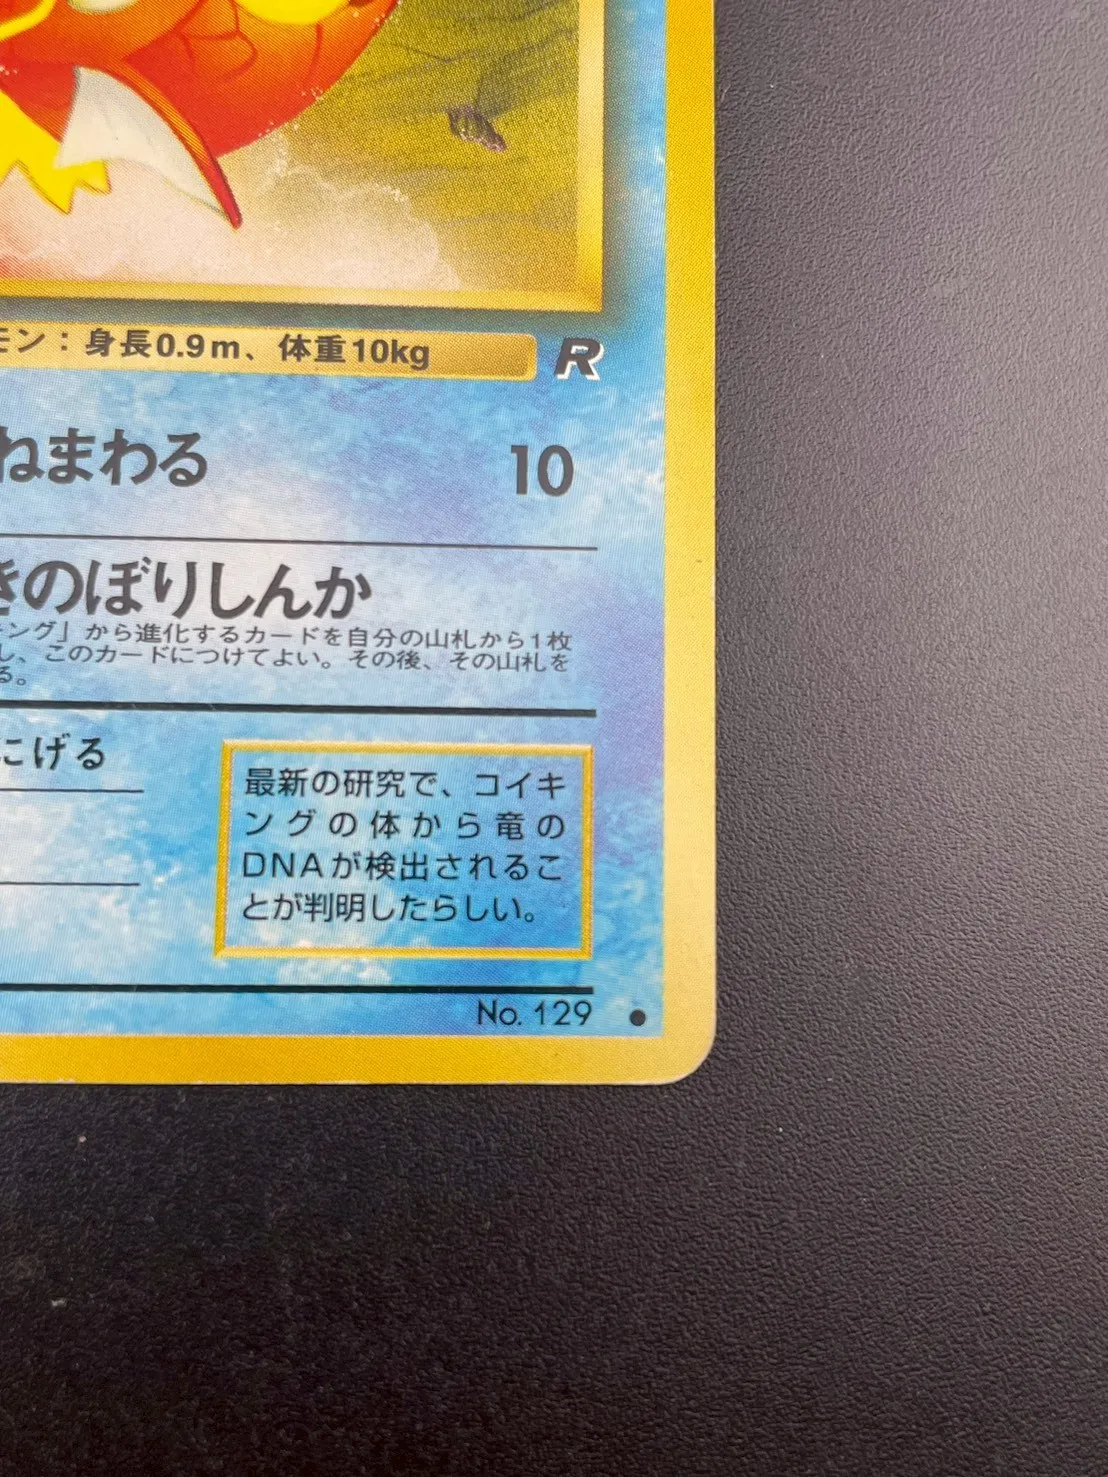 モン：身長0.9m、体重10kg
R
ねまわる 10
きのぼりしんか
キング」から進化するカードを自分の山札から1枚
し、このカードにつけてよい。その後、その山札を
る。
にげる
最新の研究で、コイキ
ングの体から竜の
DNAが検出されるこ
とが判明したらしい。
No. 129 ●